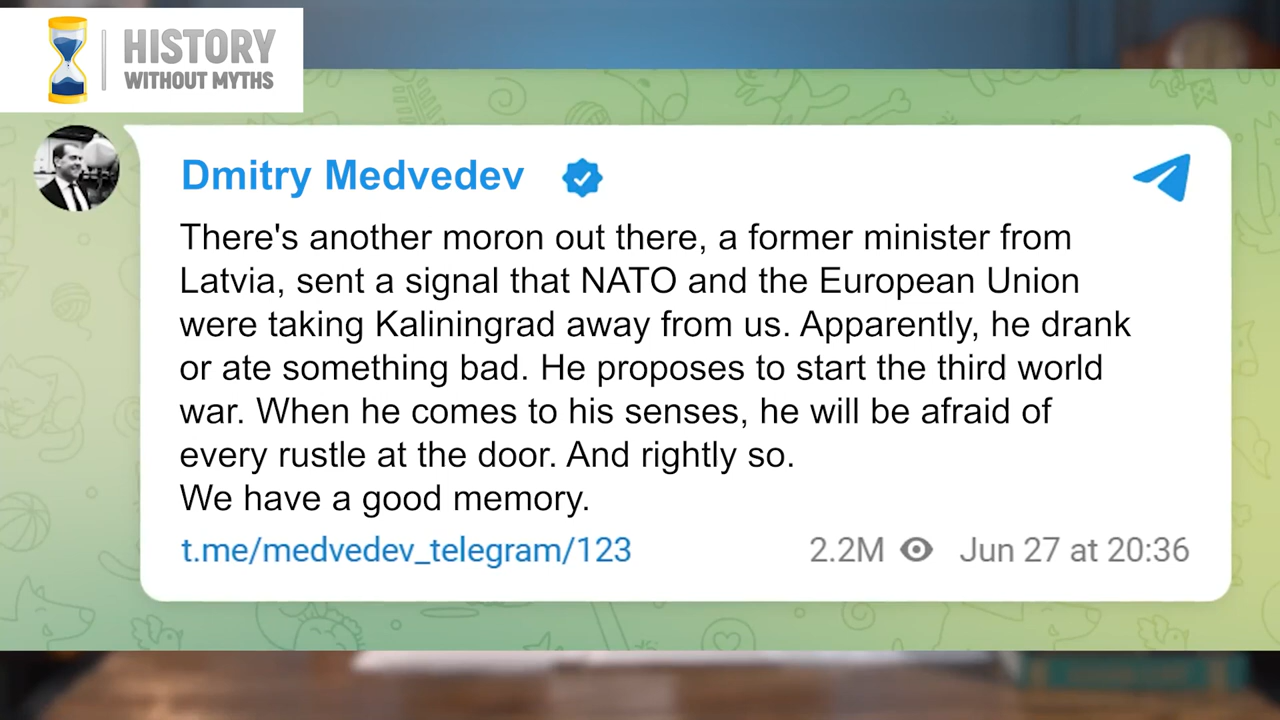 HISTORY
WITHOUT MYTHS
Dmitry Medvedev
There's another moron out there, a former minister from
Latvia, sent a signal that NATO and the European Union
were taking Kaliningrad away from us. Apparently, he drank
or ate something bad. He proposes to start the third world
war. When he comes to his senses, he will be afraid of
every rustle at the door. And rightly so.
We have a good memory.
t.me/medvedev_telegram/123 2.2M Jun 27 at 20:36